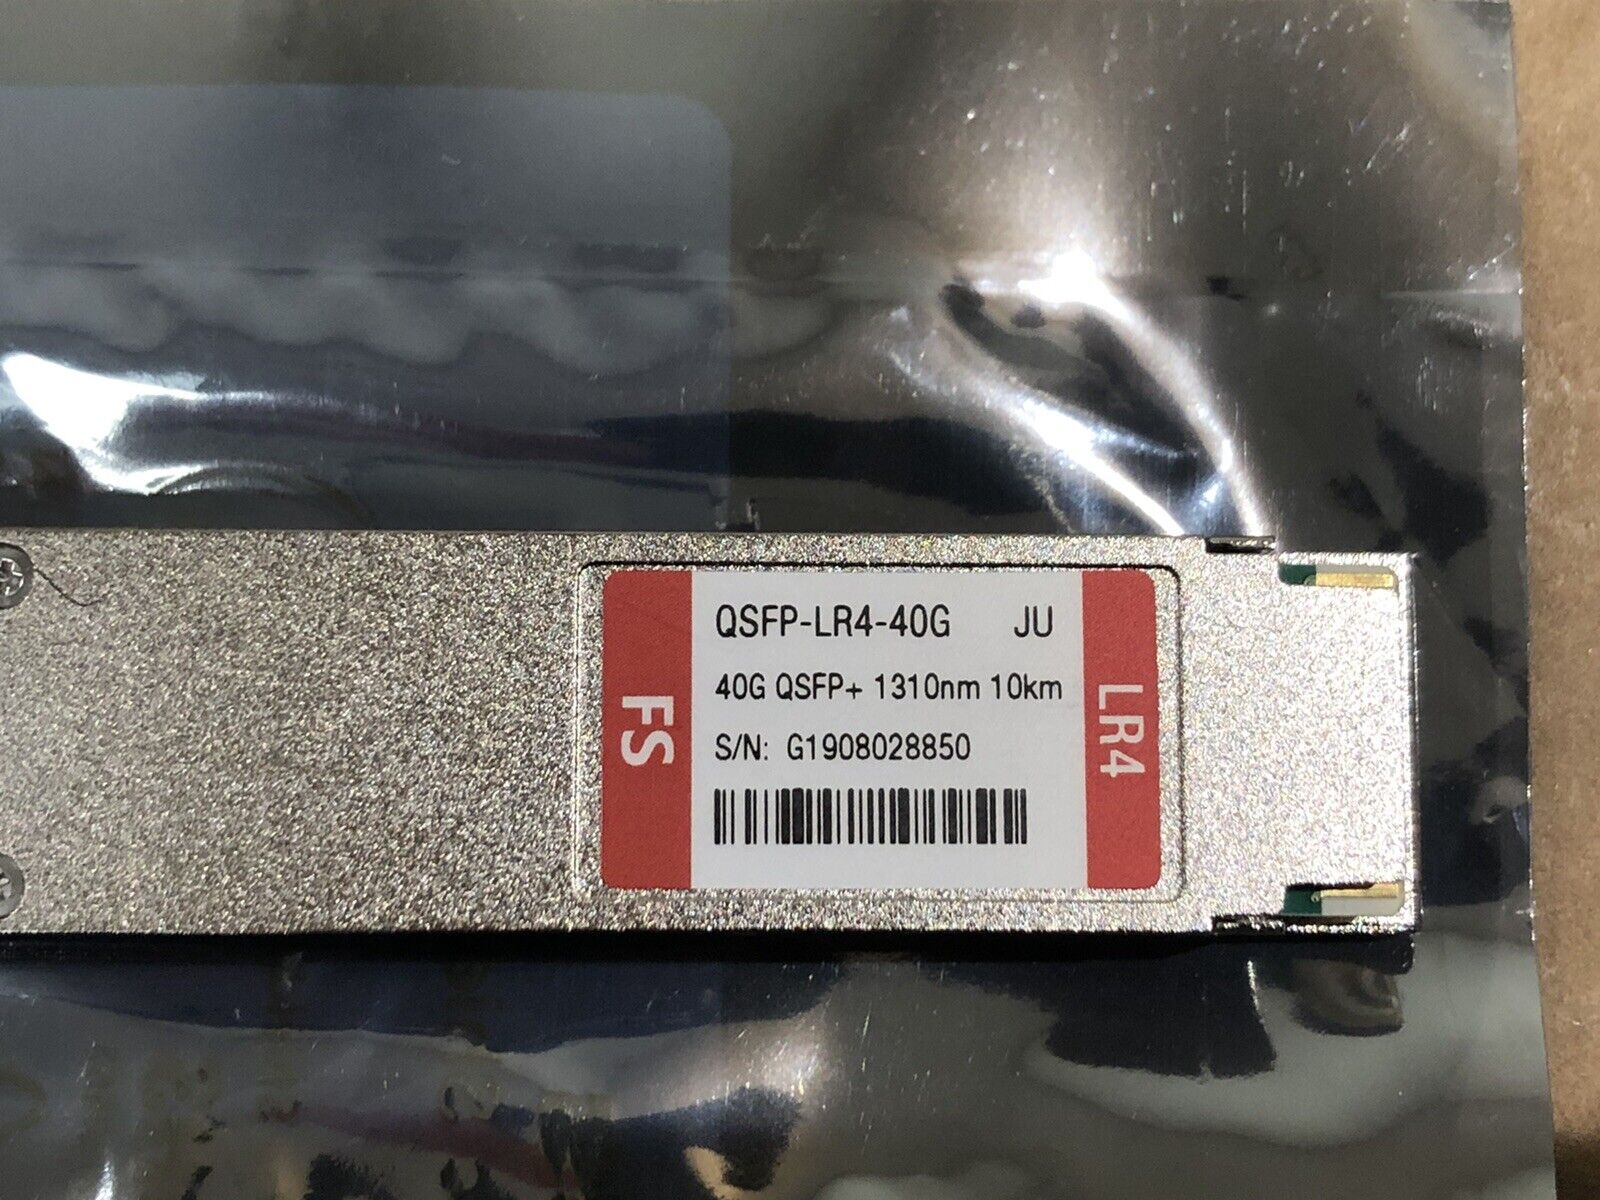 FS
QSFP-LR4-40G JU
40G QSFP+ 1310nm 10km
S/N: G1908028850
LR4